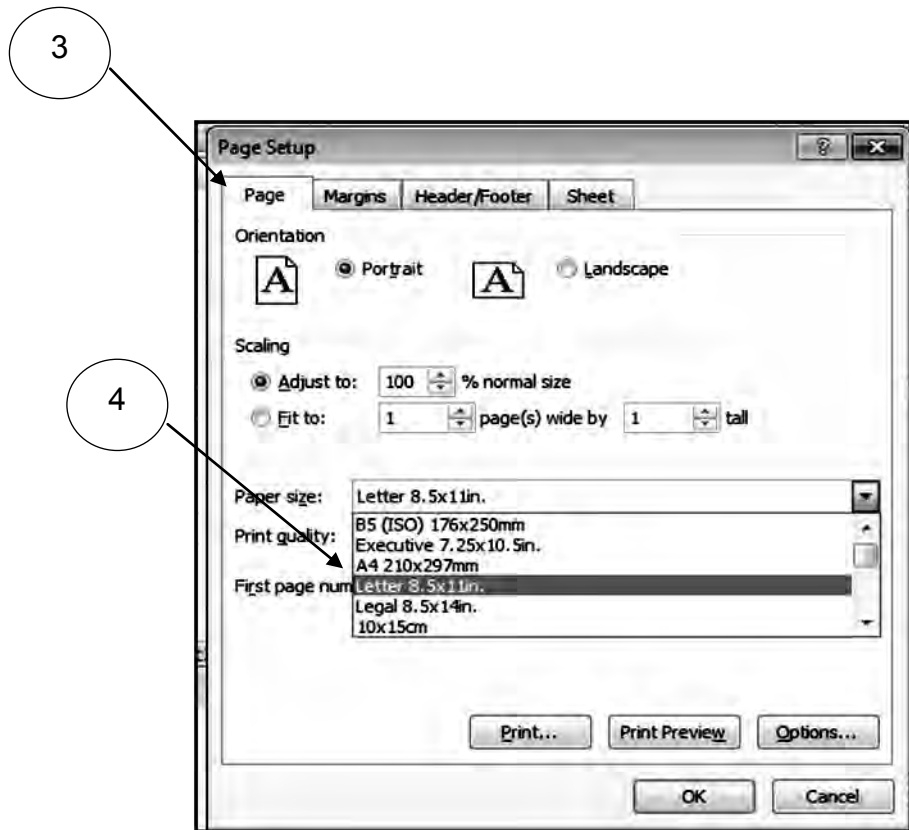 3
Page Setup
Page Margins Header/Footer Sheet
Orientation
A Portrait A Landscape
Scaling
Adjust to: 100 % normal size
4
Fit to: 1 page(s) wide by 1 tall
Paper size: Letter 8.5x11in.
B5 (ISO) 176x250mm
Print quality:
Executive 7.25x10.5in.
A4 210x297mm
First page num Letter 8.5x11in.
Legal 8.5x14in.
10x15cm
Print... Print Preview Options...
OK Cancel